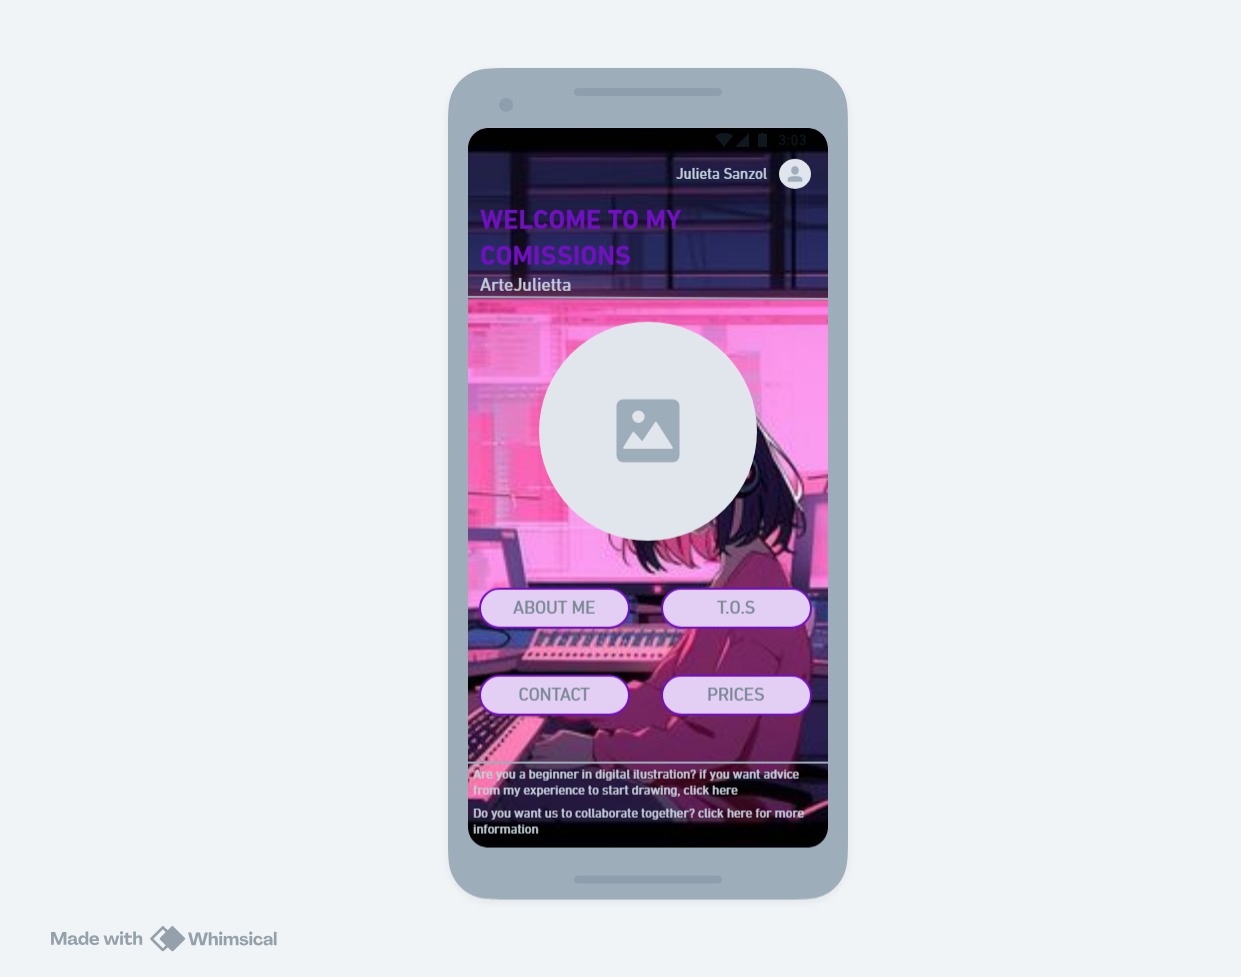 3:03
Julieta Sanzol
WELCOME TO MY
COMISSIONS
ArteJulietta
ABOUT ME
T.O.S
CONTACT
PRICES
Are you a beginner in digital ilustration? if you want advice
from my experience to start drawing, click here
Do you want us to collaborate together? click here for more
information
Made with Whimsical